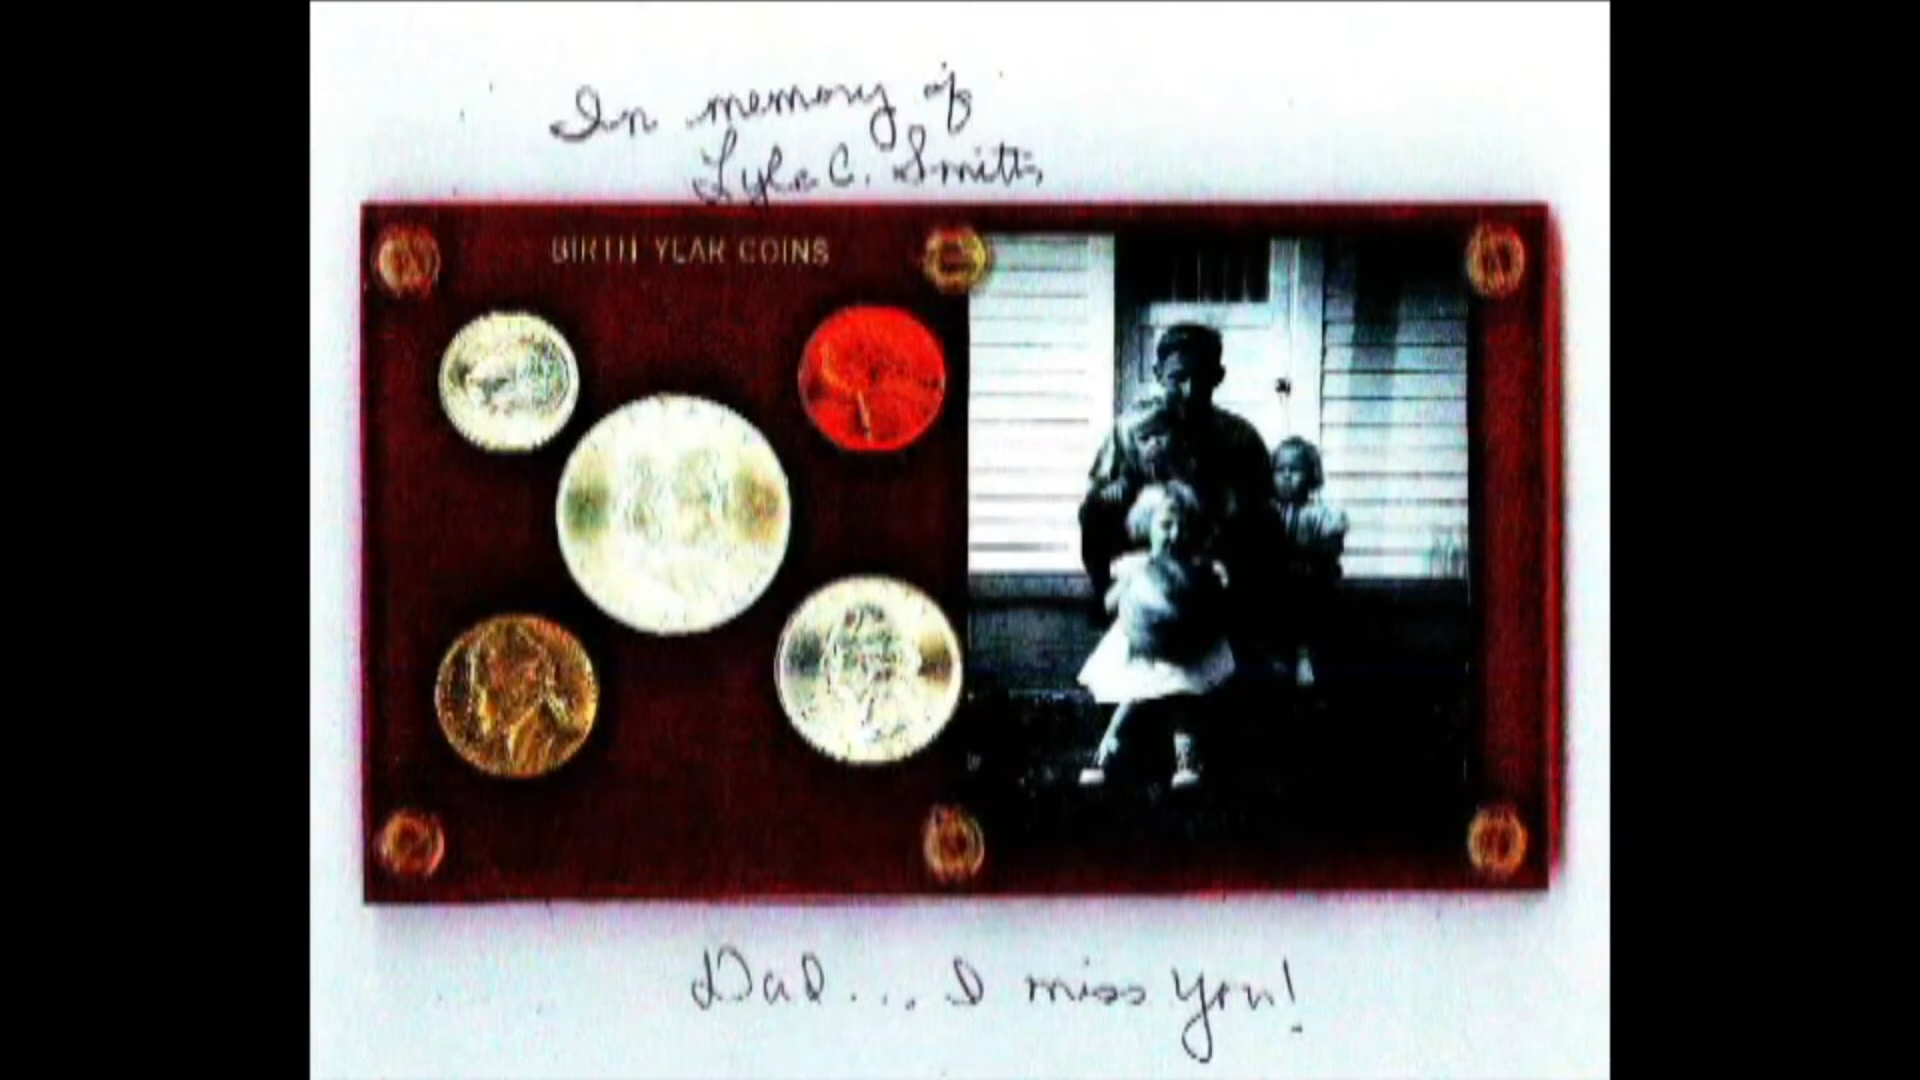 In memory of
Lyle C. Smith
BIRTH YEAR COINS
Dad... I miss you!